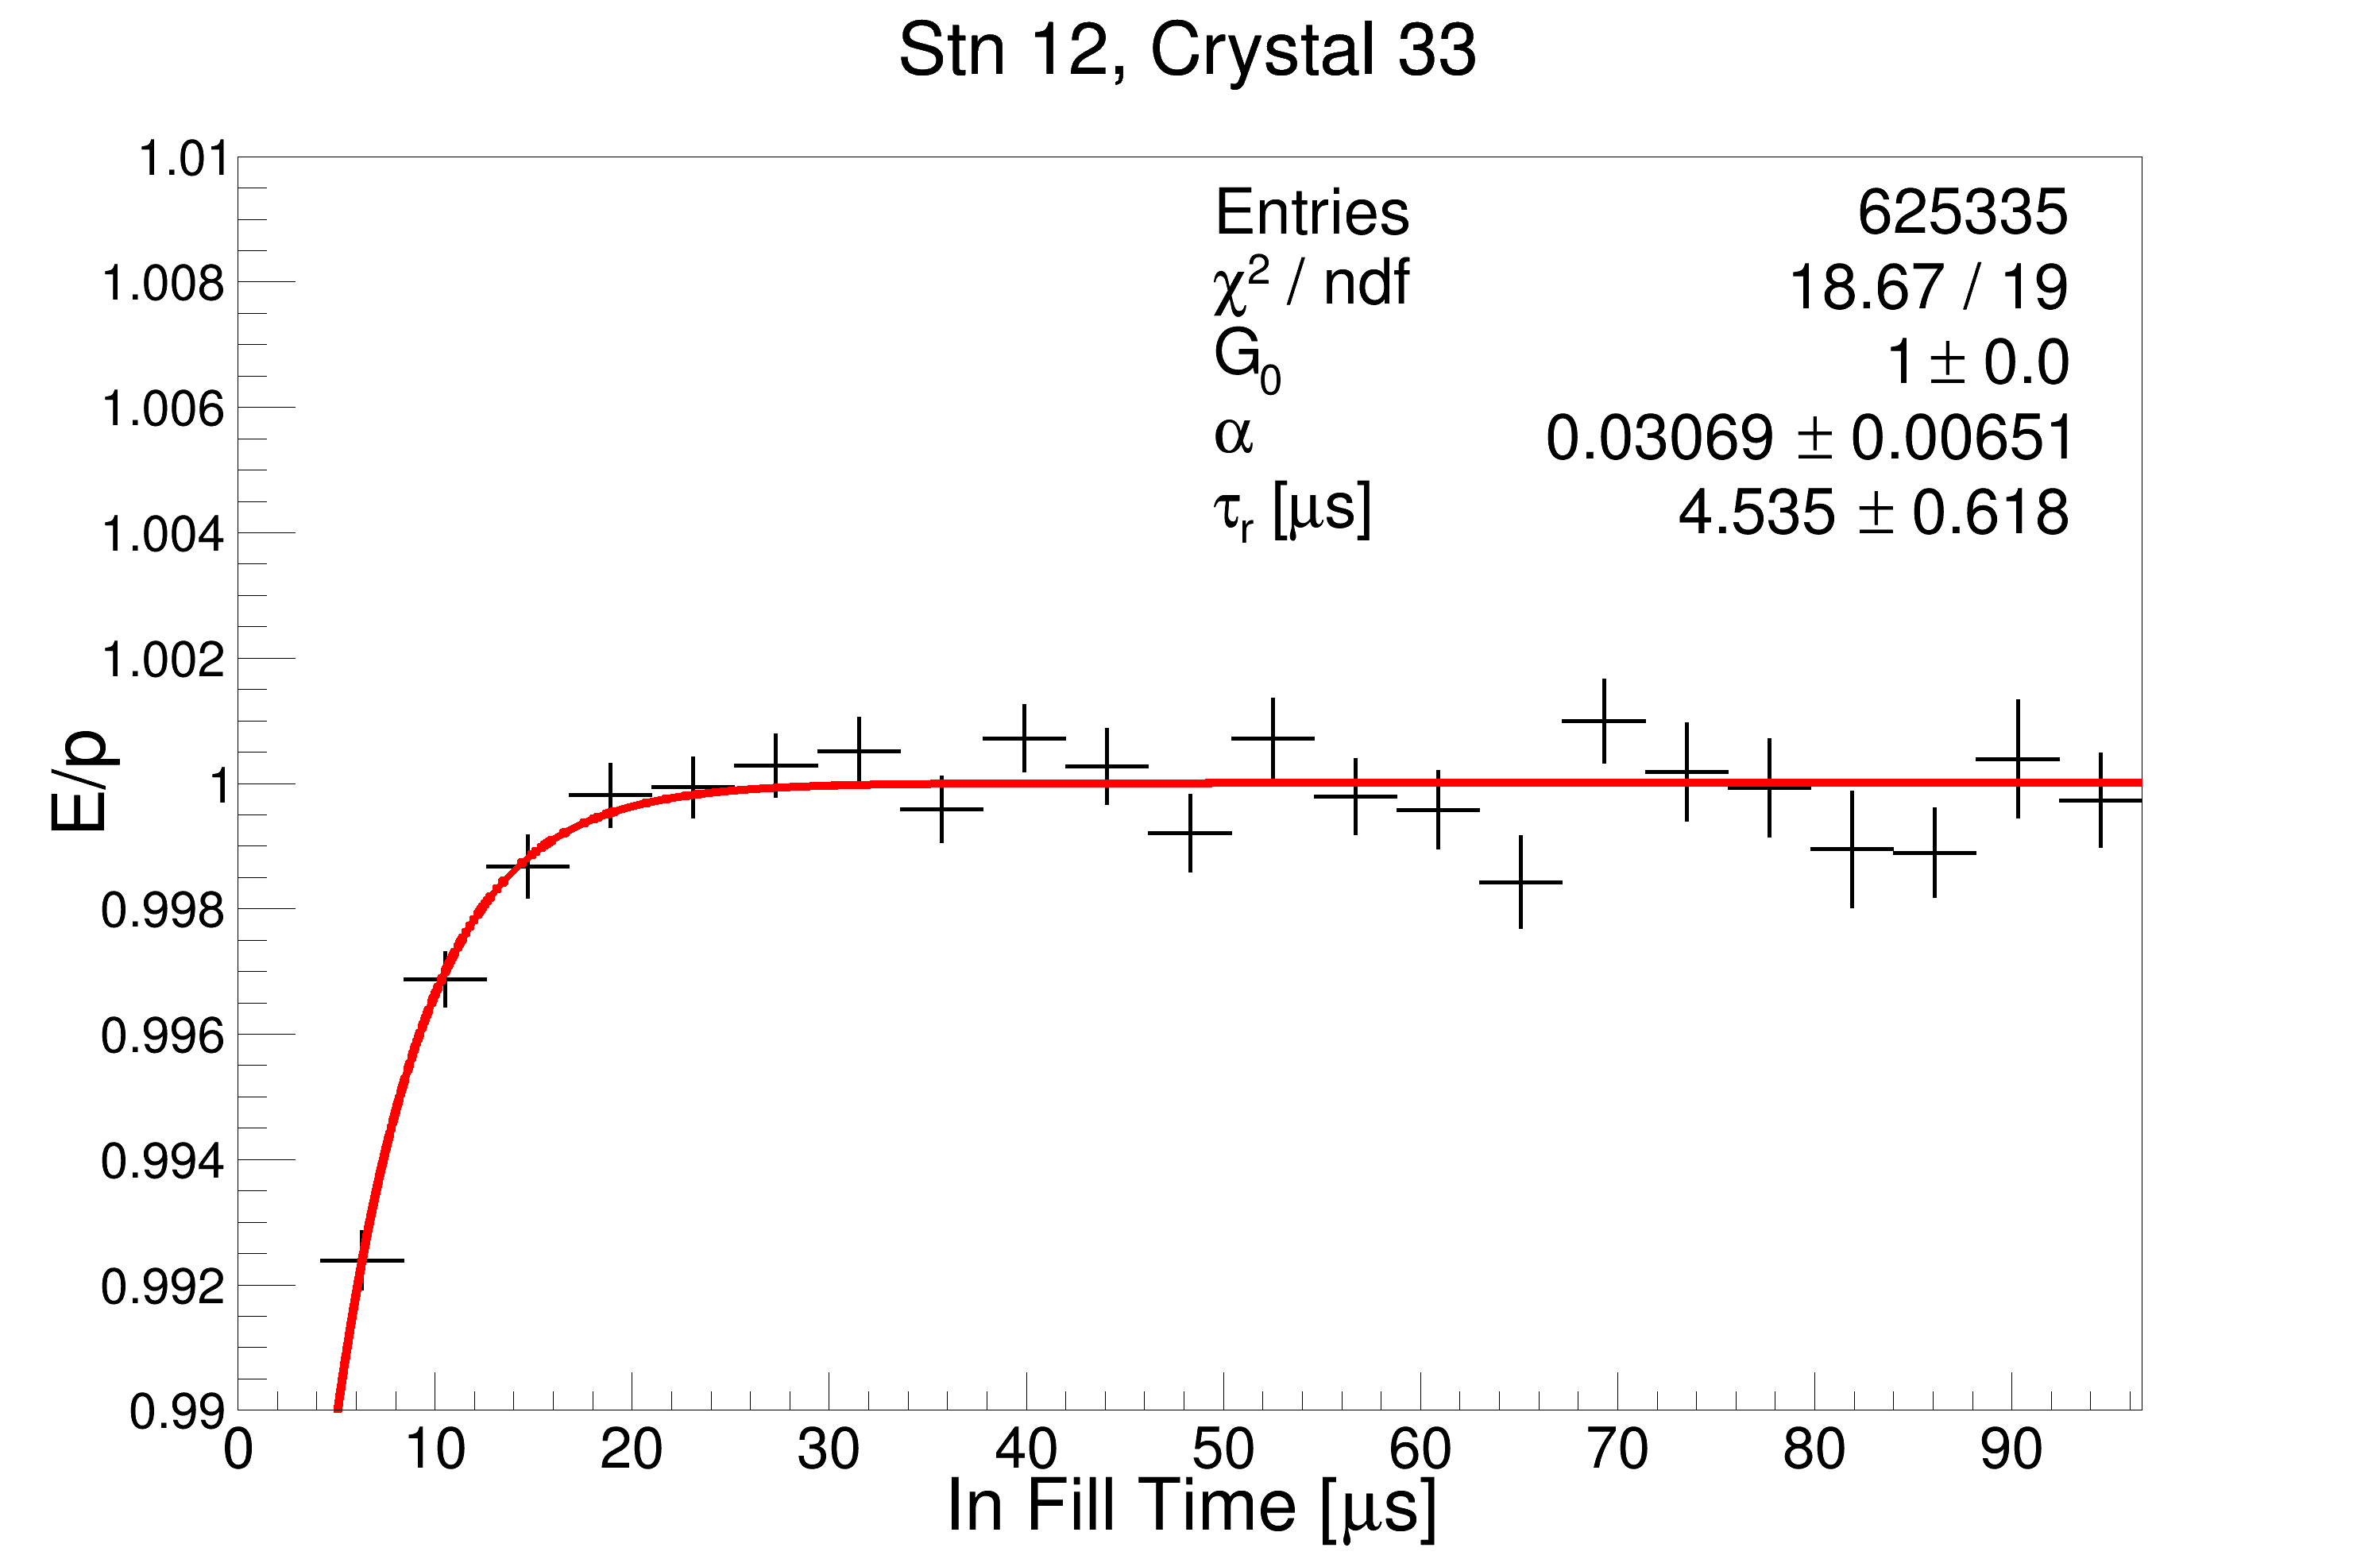 Stn 12, Crystal 33
Entries 625335
χ² / ndf 18.67 / 19
G₀ 1 ± 0.0
α 0.03069 ± 0.00651
τᵣ [μs] 4.535 ± 0.618
1.01
1.008
1.006
1.004
1.002
1
0.998
0.996
0.994
0.992
0.99
E/p
0 10 20 30 40 50 60 70 80 90
In Fill Time [μs]